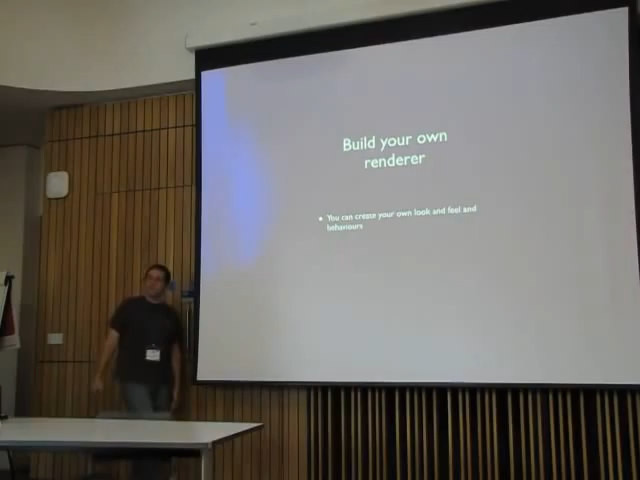 Build your own
renderer
• You can create your own look and feel and
behaviours